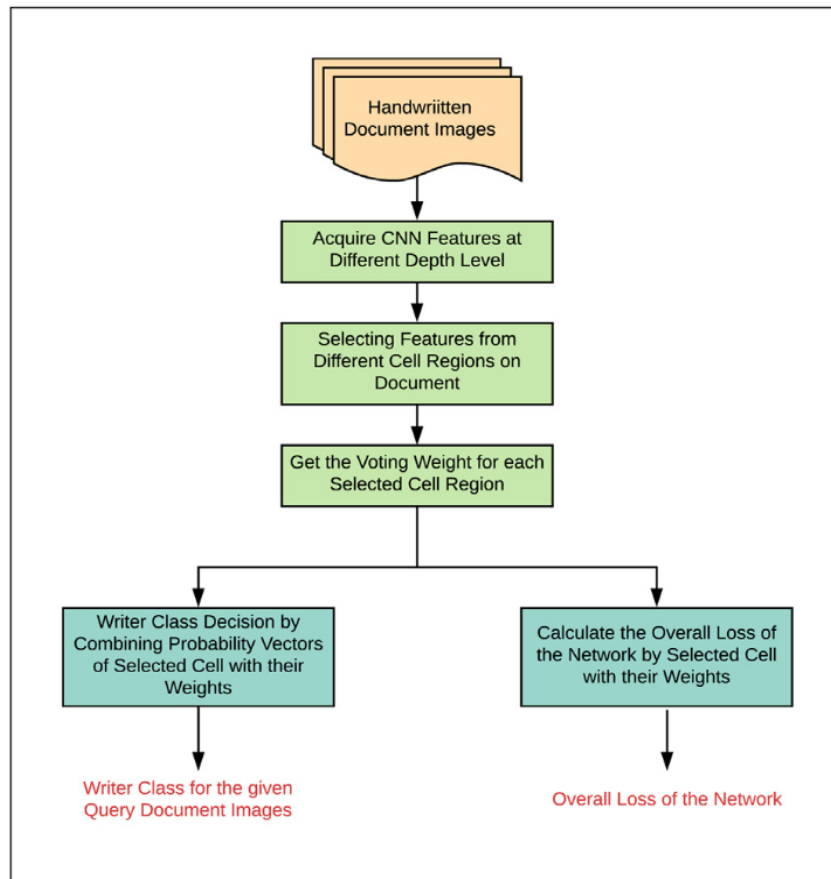 Handwriitten
Document Images
Acquire CNN Features at
Different Depth Level
Selecting Features from
Different Cell Regions on
Document
Get the Voting Weight for each
Selected Cell Region
Writer Class Decision by
Combining Probability Vectors
of Selected Cell with their
Weights
Calculate the Overall Loss of
the Network by Selected Cell
with their Weights
Writer Class for the given
Query Document Images
Overall Loss of the Network